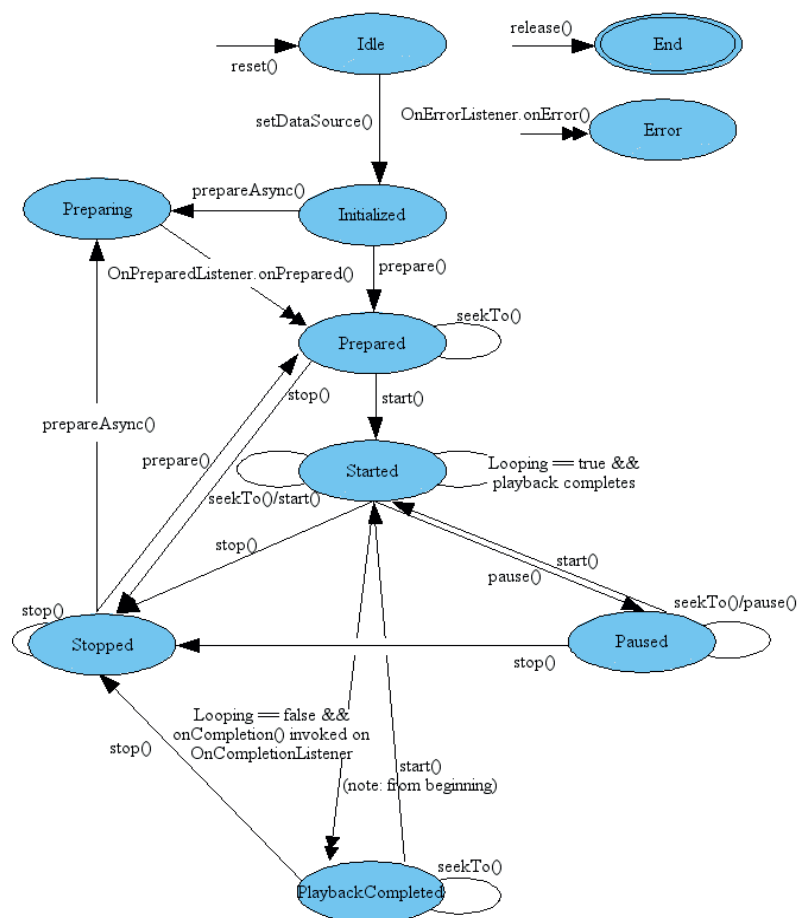 Idle
release()
End
reset()
OnErrorListener.onError()
setDataSource()
Error
prepareAsync()
Preparing
Initialized
OnPreparedListener.onPrepared()
prepare()
seekTo()
Prepared
stop()
start()
prepareAsync()
prepare()
Started
Looping == true &&
playback completes
seekTo()/start()
stop()
start()
pause()
seekTo()/pause()
stop()
Stopped
Paused
stop()
Looping == false &&
onCompletion() invoked on
OnCompletionListener
stop()
start()
(note: from beginning)
seekTo()
PlaybackCompleted